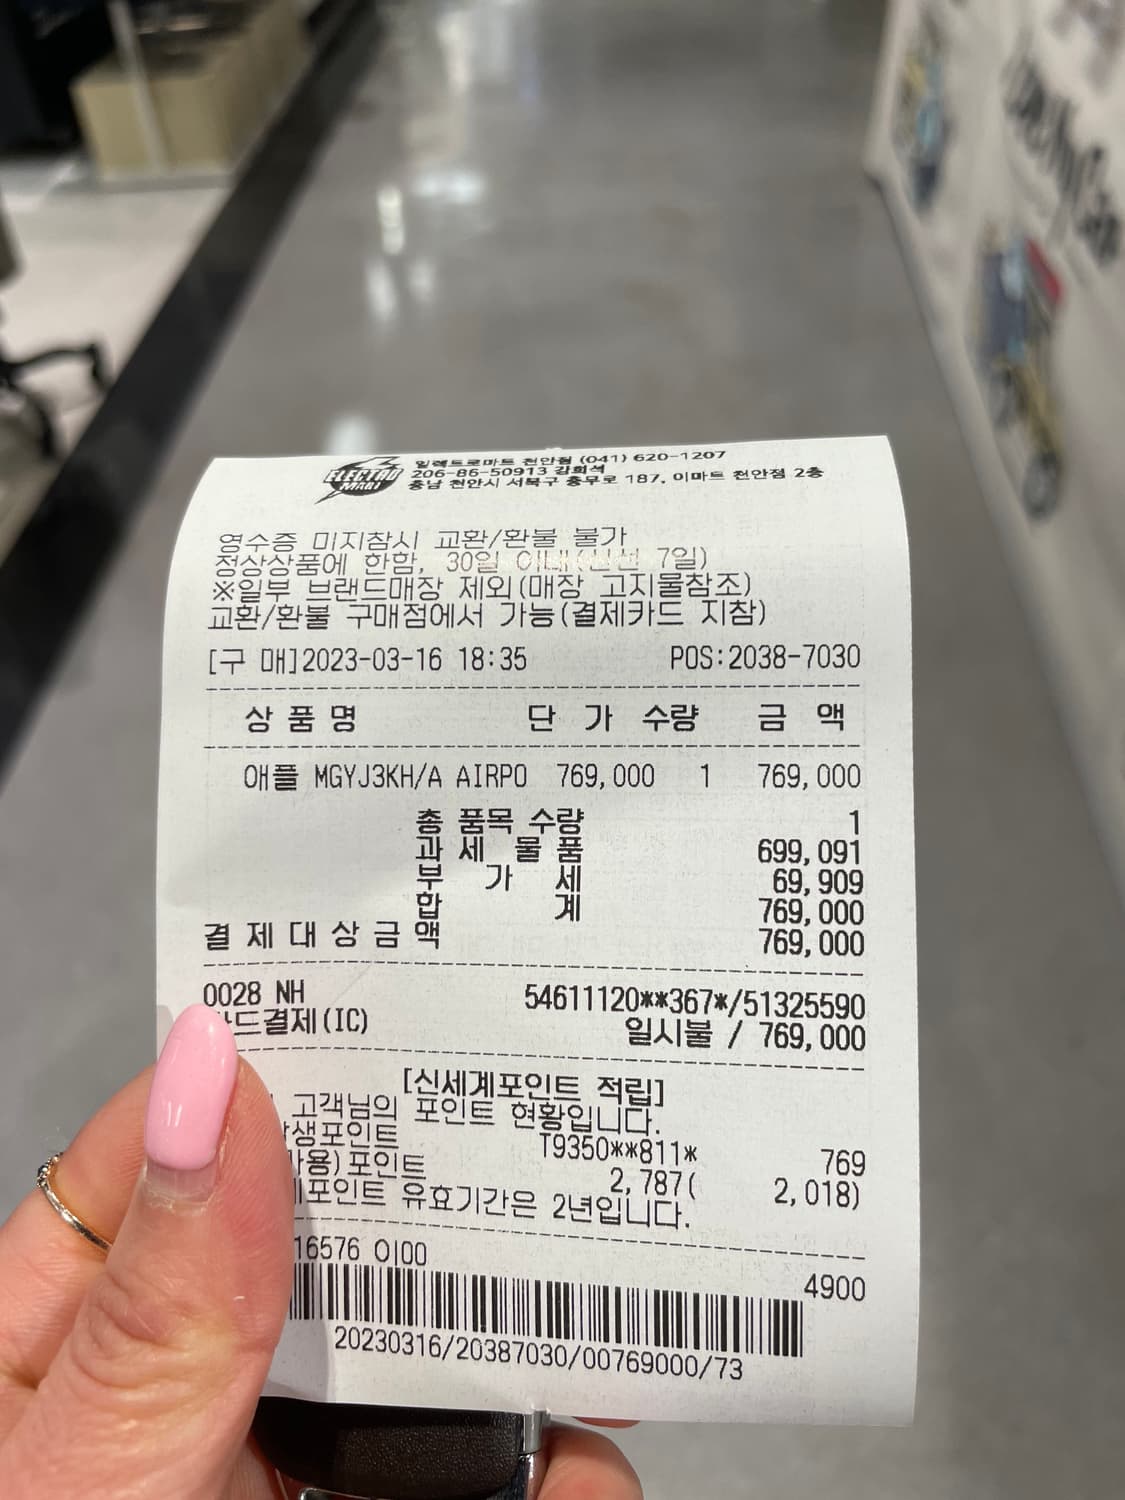 ELECTRO MART
일렉트로마트 천안점 (041) 620-1207
206-86-50913 강희석
충남 천안시 서북구 충무로 187, 이마트 천안점 2층
영수증 미지참시 교환/환불 불가
정상상품에 한함, 30일 이내(신선 7일)
※일부 브랜드매장 제외(매장 고지물참조)
교환/환불 구매점에서 가능(결제카드 지참)
[구 매]2023-03-16 18:35 POS:2038-7030
상 품 명 단 가 수량 금 액
애플 MGYJ3KH/A AIRPO 769,000 1 769,000
총 품목 수량 1
과 세 물 품 699,091
부 가 세 69,909
합 계 769,000
결 제 대 상 금 액 769,000
0028 NH 54611120**367*/51325590
카드결제(IC) 일시불 / 769,000
[신세계포인트 적립]
고객님의 포인트 현황입니다.
T9350**811* 769
포인트 2,787( 2,018)
포인트 유효기간은 2년입니다.
16576 이00 4900
20230316/20387030/00769000/73